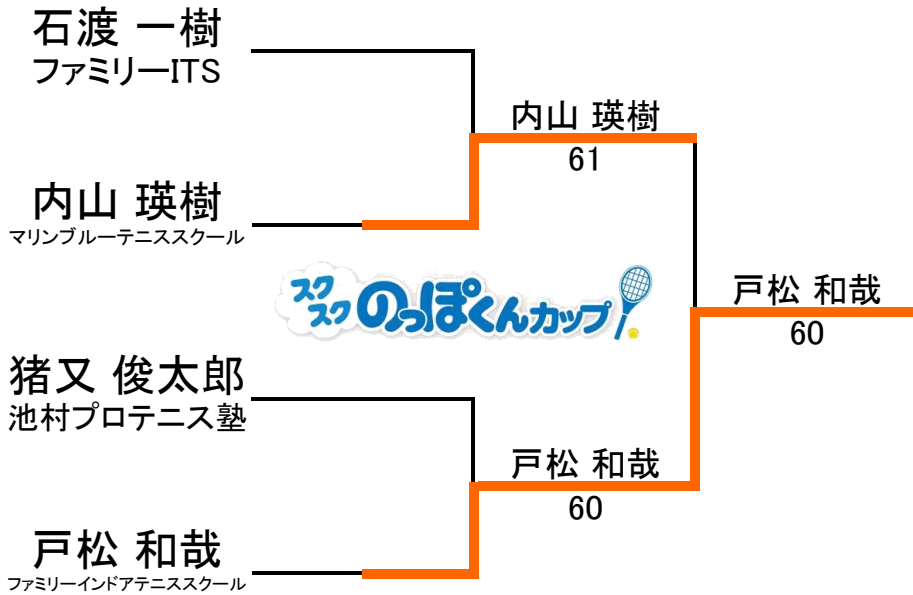 石渡 一樹
ファミリーITS
内山 瑛樹
61
内山 瑛樹
マリンブルーテニススクール
スク
スク のっぽくんカップ
戸松 和哉
60
猪又 俊太郎
池村プロテニス塾
戸松 和哉
60
戸松 和哉
ファミリーインドアテニススクール